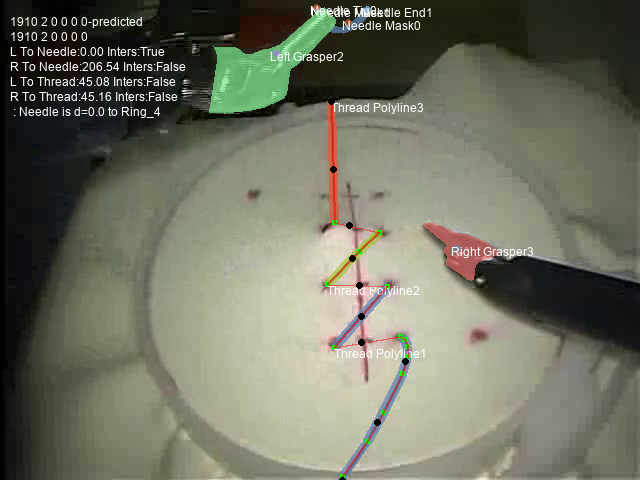 1910 2 0 0 0 0-predicted
1910 2 0 0 0 0
L To Needle:0.00 Inters:True
R To Needle:206.54 Inters:False
L To Thread:45.08 Inters:False
R To Thread:45.16 Inters:False
: Needle is d=0.0 to Ring_4
Needle Mask0
Left Grasper2
Thread Polyline3
Right Grasper3
Thread Polyline2
Thread Polyline1